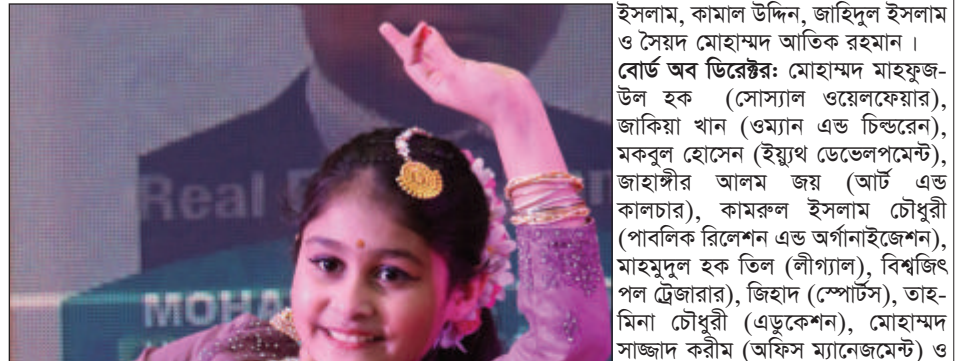 ইসলাম, কামাল উদ্দিন, জাহিদুল ইসলাম
ও সৈয়দ মোহাম্মদ আতিক রহমান ।
বোর্ড অব ডিরেক্টর: মোহাম্মদ মাহফুজ-
উল হক (সোস্যাল ওয়েলফেয়ার),
জাকিয়া খান (ওম্যান এন্ড চিল্ডরেন),
মকবুল হোসেন (ইয়্যুথ ডেভেলপমেন্ট),
জাহাঙ্গীর আলম জয় (আর্ট এন্ড
কালচার), কামরুল ইসলাম চৌধুরী
(পাবলিক রিলেশন এন্ড অর্গানাইজেশন),
মাহমুদুল হক তিল (লীগ্যাল), বিশ্বজিৎ
পল ট্রেজারার), জিহাদ (স্পোর্টস), তাহ-
মিনা চৌধুরী (এডুকেশন), মোহাম্মদ
সাজ্জাদ করীম (অফিস ম্যানেজমেন্ট) ও
Real
MOHA